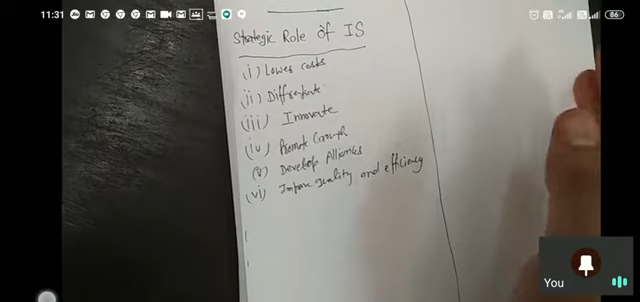 11:31
86
Strategic Role of IS
(i) Lower costs
(ii) Differentiate
(iii) Innovate
(iv) Promote Growth
(v) Develop Alliances
(vi) Improve quality and efficiency
You